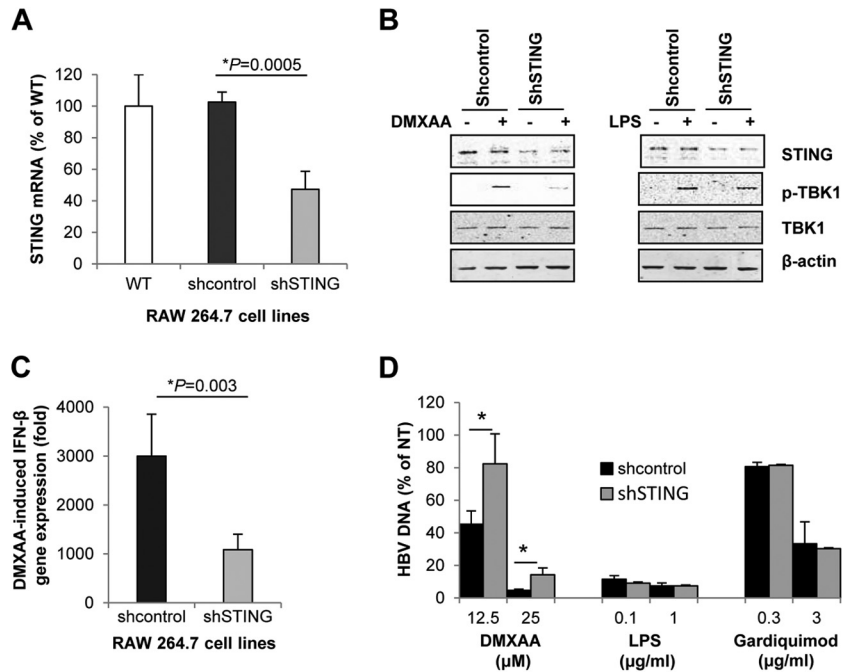 A
*P=0.0005
STING mRNA (% of WT)
120
100
80
60
40
20
0
WT shcontrol shSTING
RAW 264.7 cell lines
B
Shcontrol ShSTING Shcontrol ShSTING
DMXAA - + - + LPS - + - +
STING
p-TBK1
TBK1
β-actin
C
*P=0.003
DMXAA-induced IFN-β
gene expression (fold)
4000
3000
2000
1000
0
shcontrol shSTING
RAW 264.7 cell lines
D
HBV DNA (% of NT)
120
100
80
60
40
20
0
*
*
shcontrol
shSTING
12.5 25 0.1 1 0.3 3
DMXAA LPS Gardiquimod
(μM) (μg/ml) (μg/ml)